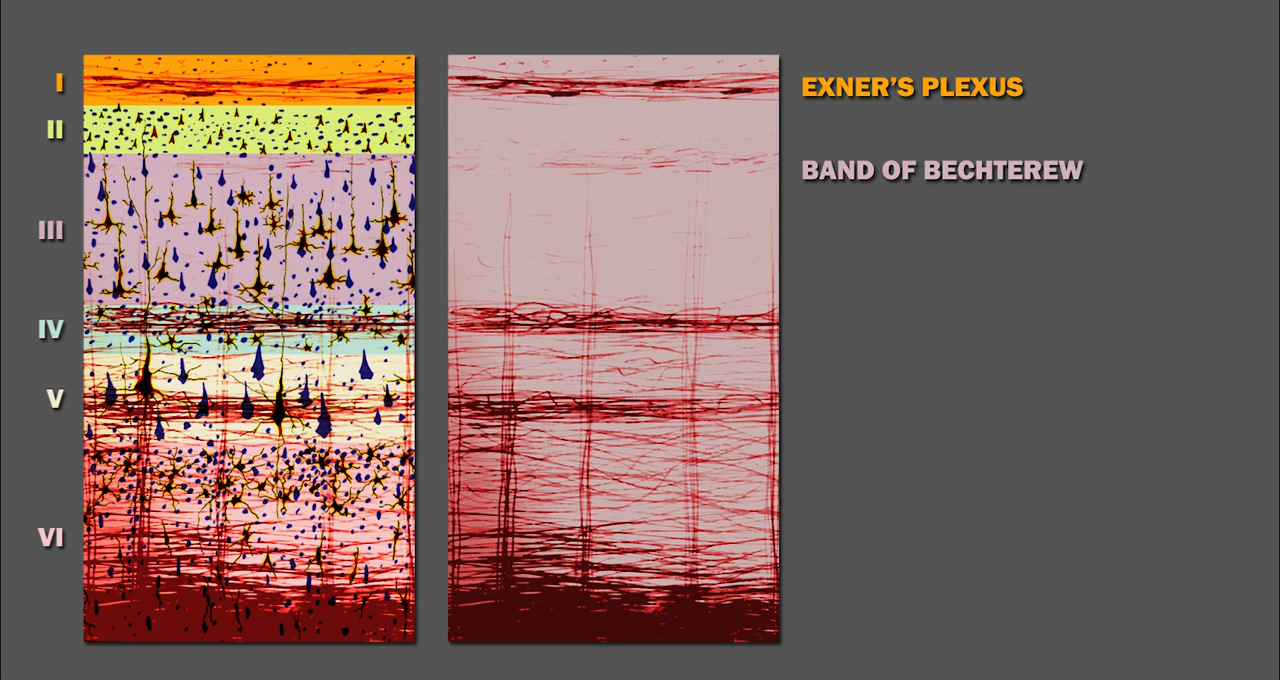 I
II
III
IV
V
VI
EXNER’S PLEXUS
BAND OF BECHTEREW